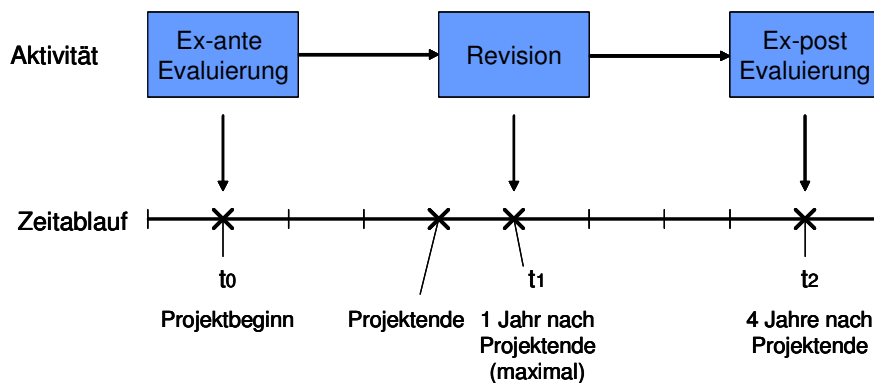 Aktivität
Ex-ante
Evaluierung
Revision
Ex-post
Evaluierung
Zeitablauf
t0
t1
t2
Projektbeginn
Projektende
1 Jahr nach
Projektende
(maximal)
4 Jahre nach
Projektende